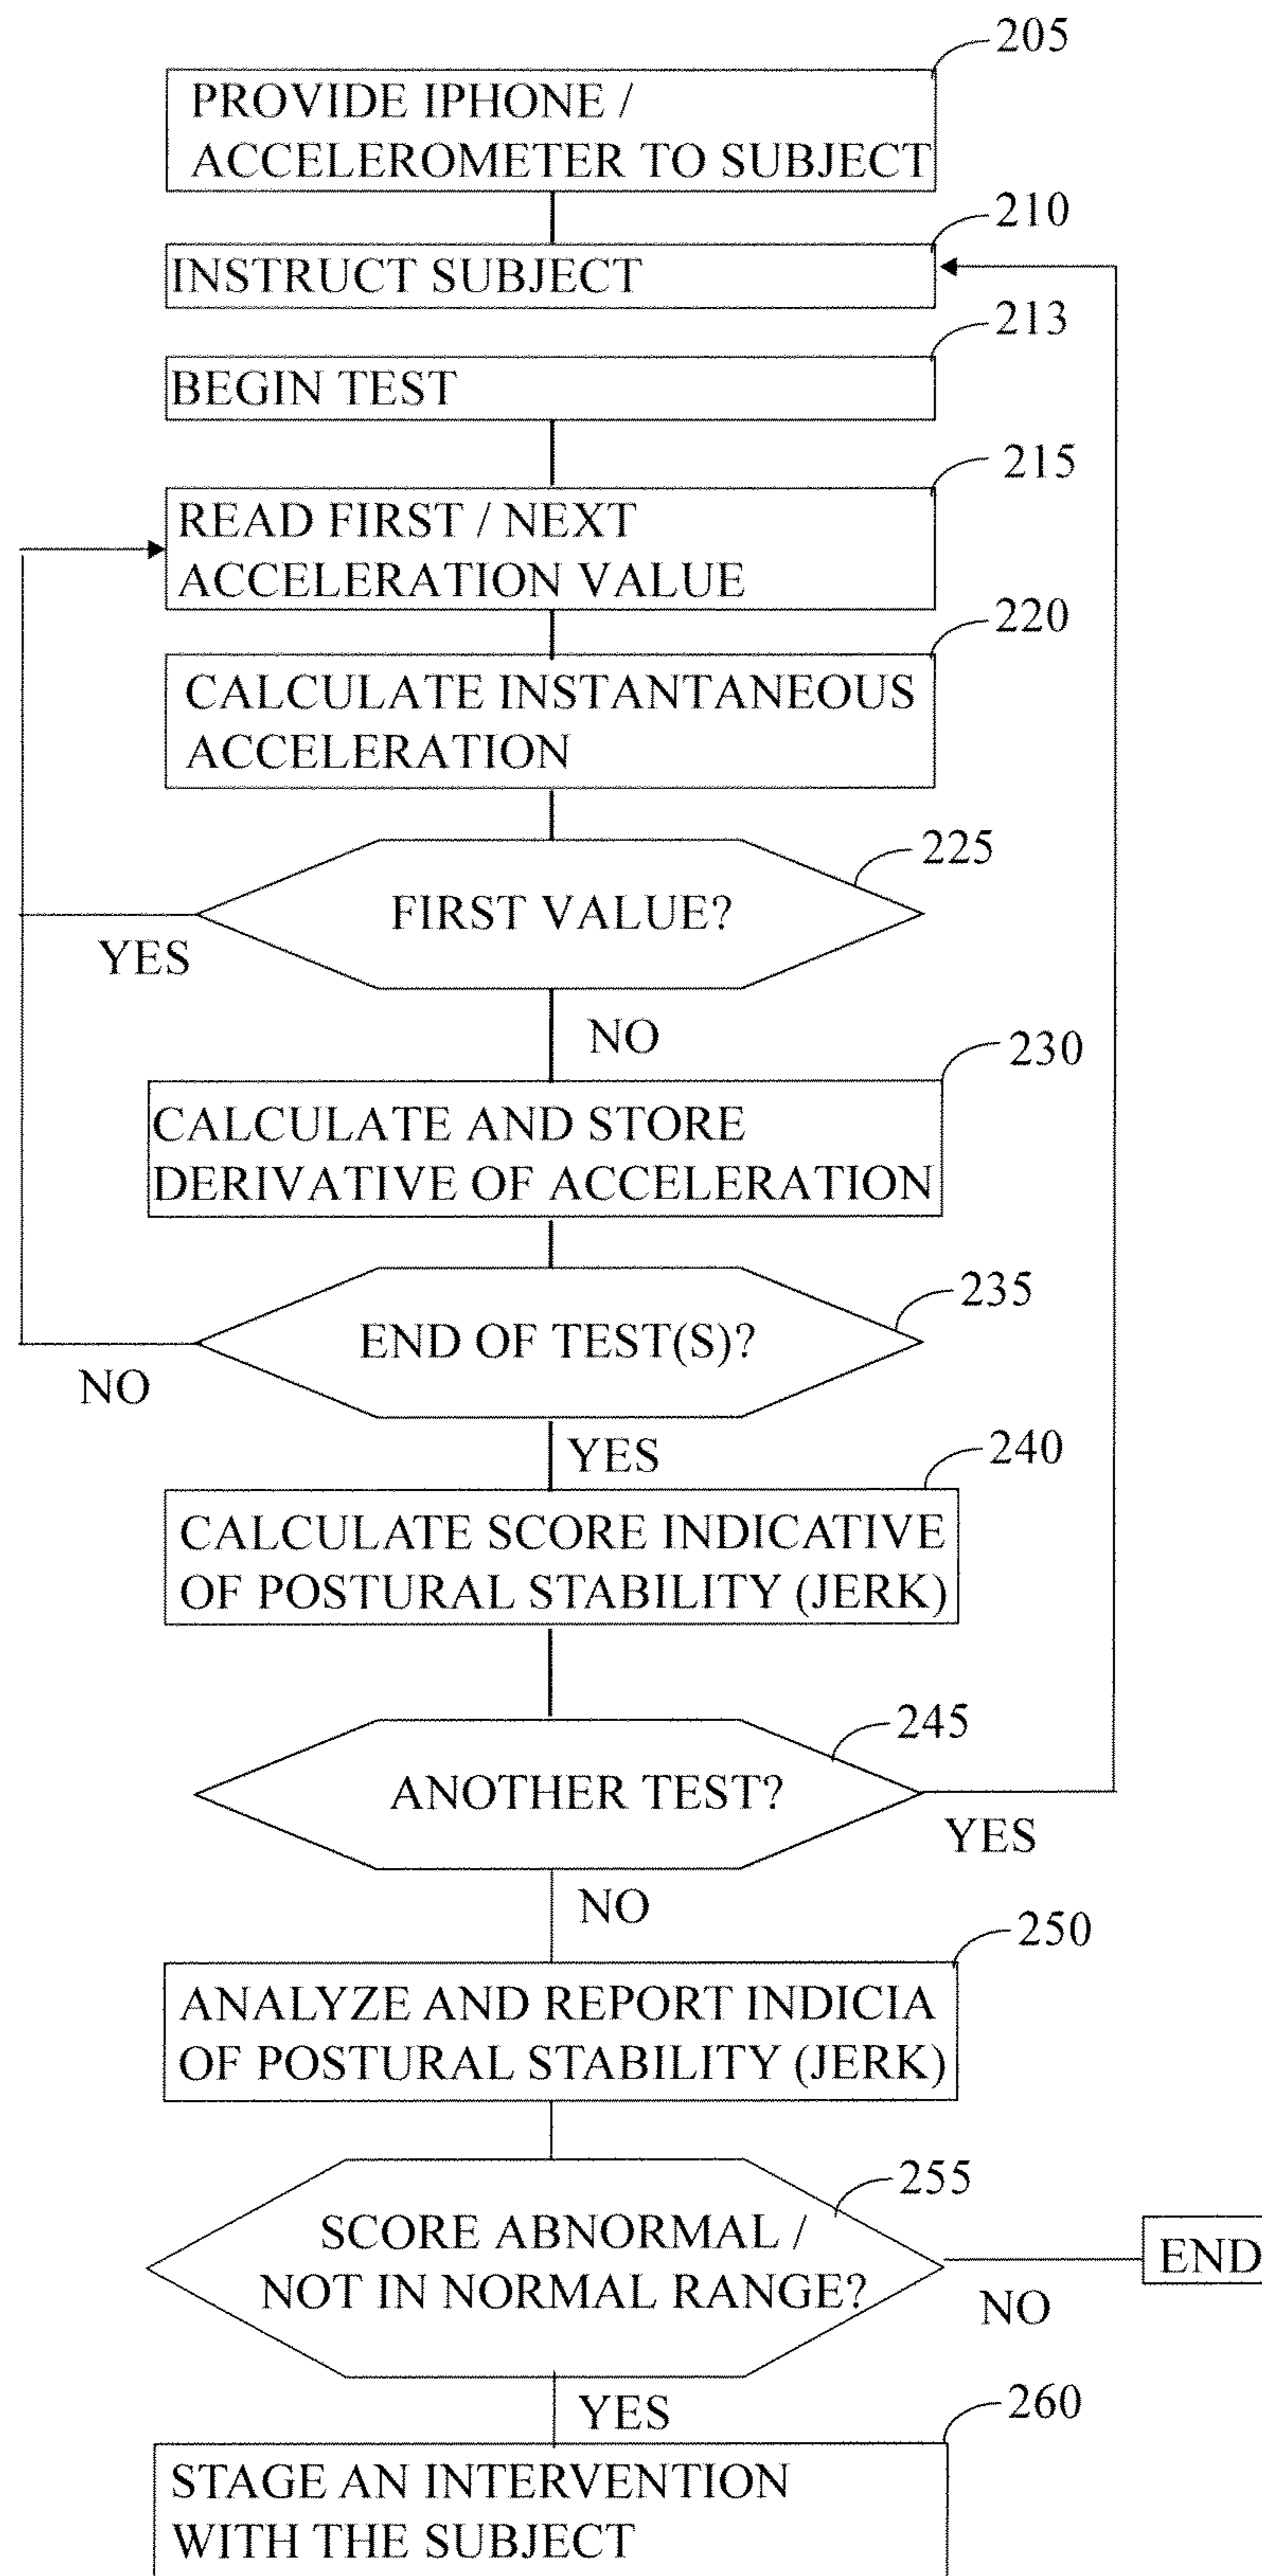 205
PROVIDE IPHONE /
ACCELEROMETER TO SUBJECT
210
INSTRUCT SUBJECT
213
BEGIN TEST
215
READ FIRST / NEXT
ACCELERATION VALUE
220
CALCULATE INSTANTANEOUS
ACCELERATION
225
FIRST VALUE?
YES
NO
230
CALCULATE AND STORE
DERIVATIVE OF ACCELERATION
235
END OF TEST(S)?
NO
YES
240
CALCULATE SCORE INDICATIVE
OF POSTURAL STABILITY (JERK)
245
ANOTHER TEST?
YES
NO
250
ANALYZE AND REPORT INDICIA
OF POSTURAL STABILITY (JERK)
255
SCORE ABNORMAL /
NOT IN NORMAL RANGE?
END
NO
YES
260
STAGE AN INTERVENTION
WITH THE SUBJECT